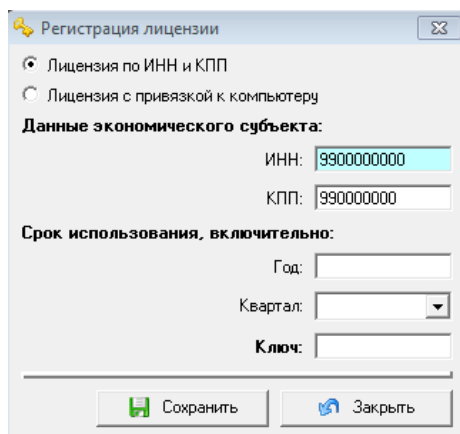 Регистрация лицензии
Лицензия по ИНН и КПП
Лицензия с привязкой к компьютеру
Данные экономического субъекта:
ИНН: 9900000000
КПП: 990000000
Срок использования, включительно:
Год:
Квартал:
Ключ:
Сохранить Закрыть